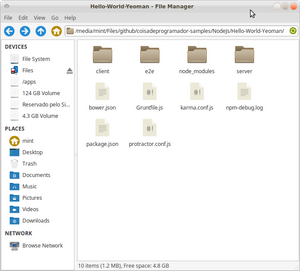 Hello-World-Yeoman - File Manager
File Edit View Go Help
/media/mint/Files/github/coisadeprogramador-samples/NodeJs/Hello-World-Yeoman/
DEVICES
File System
Files
/apps
124 GB Volume
Reservado pelo Si...
4.3 GB Volume
PLACES
mint
Desktop
Trash
Documents
Music
Pictures
Videos
Downloads
NETWORK
Browse Network
client e2e node_modules server
bower.json Gruntfile.js karma.conf.js npm-debug.log
package.json protractor.conf.js
10 items (1.2 MB), Free space: 4.8 GB